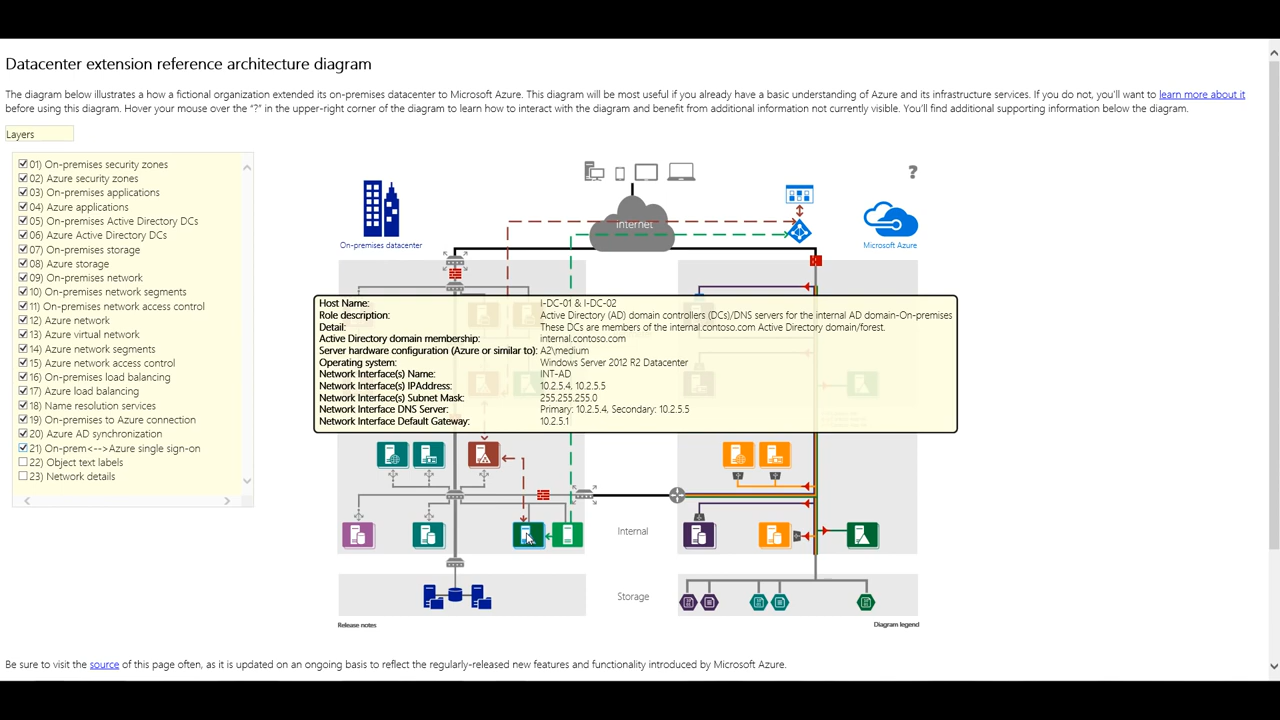 Datacenter extension reference architecture diagram
The diagram below illustrates a how a fictional organization extended its on-premises datacenter to Microsoft Azure. This diagram will be most useful if you already have a basic understanding of Azure and its infrastructure services. If you do not, you'll want to learn more about it
before using this diagram. Hover your mouse over the "?" in the upper-right corner of the diagram to learn how to interact with the diagram and benefit from additional information not currently visible. You'll find additional supporting information below the diagram.
Layers
01) On-premises security zones
02) Azure security zones
03) On-premises applications
04) Azure applications
05) On-premises Active Directory DCs
06) Azure Active Directory DCs
07) On-premises storage
08) Azure storage
09) On-premises network
10) On-premises network segments
11) On-premises network access control
12) Azure network
13) Azure virtual network
14) Azure network segments
15) Azure network access control
16) On-premises load balancing
17) Azure load balancing
18) Name resolution services
19) On-premises to Azure connection
20) Azure AD synchronization
21) On-prem<-->Azure single sign-on
22) Object text labels
23) Network details
?
Internet
On-premises datacenter
Microsoft Azure
Host Name: I-DC-01 & I-DC-02
Role description: Active Directory (AD) domain controllers (DCs)/DNS servers for the internal AD domain-On-premises
Detail: These DCs are members of the internal.contoso.com Active Directory domain/forest.
Active Directory domain membership: internal.contoso.com
Server hardware configuration (Azure or similar to): A2\medium
Operating system: Windows Server 2012 R2 Datacenter
Network Interface(s) Name: INT-AD
Network Interface(s) IPAddress: 10.2.5.4, 10.2.5.5
Network Interface(s) Subnet Mask: 255.255.255.0
Network Interface DNS Server: Primary: 10.2.5.4, Secondary: 10.2.5.5
Network Interface Default Gateway: 10.2.5.1
Internal
Storage
Release notes
Diagram legend
Be sure to visit the source of this page often, as it is updated on an ongoing basis to reflect the regularly-released new features and functionality introduced by Microsoft Azure.